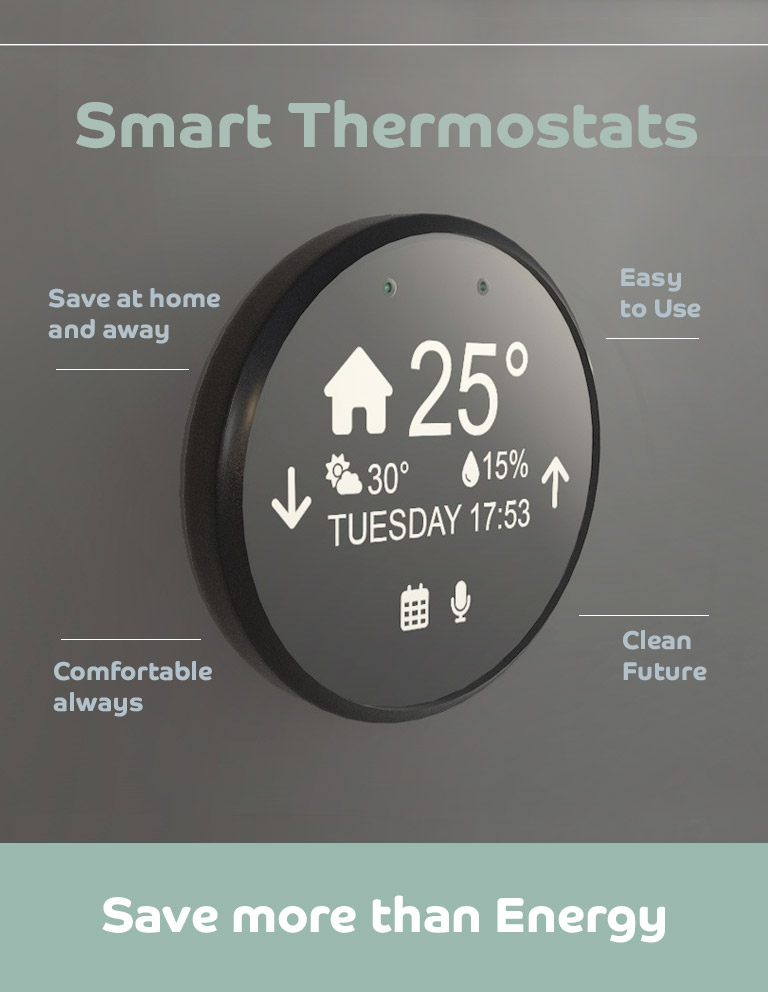 Smart Thermostats
Save at home
and away
Easy
to Use
25°
30° 15%
TUESDAY 17:53
Comfortable
always
Clean
Future
Save more than Energy